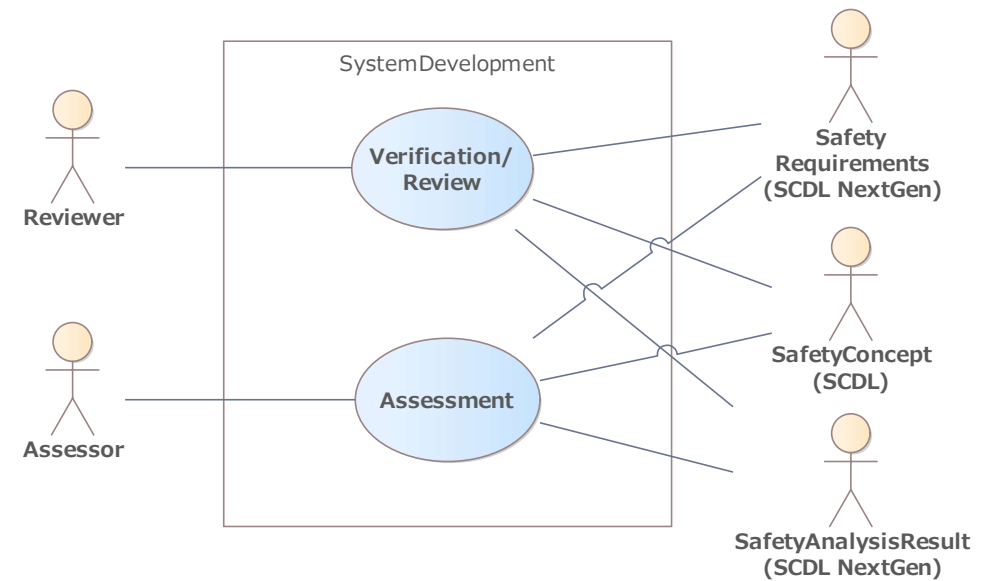 SystemDevelopment
Reviewer
Verification/
Review
Safety
Requirements
(SCDL NextGen)
Assessor
Assessment
SafetyConcept
(SCDL)
SafetyAnalysisResult
(SCDL NextGen)